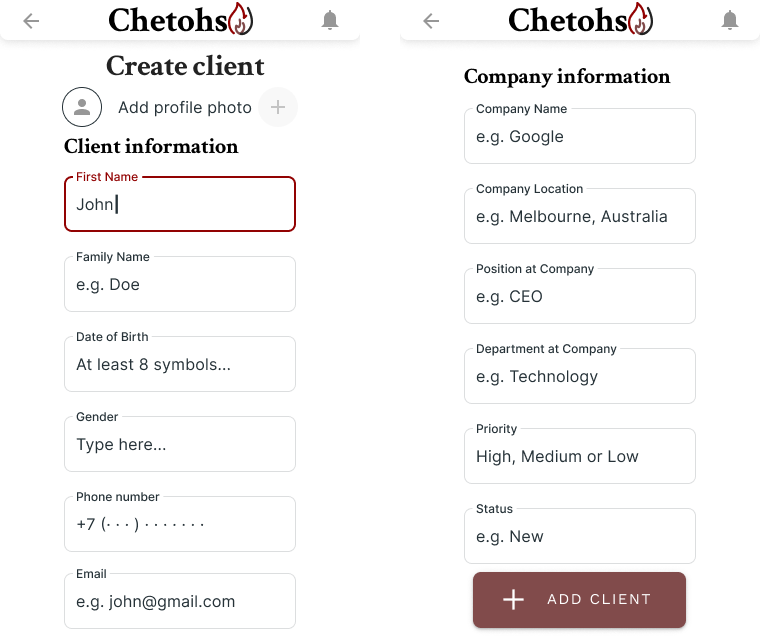 Chetohs
Create client
Add profile photo
Client information
First Name
John
Family Name
e.g. Doe
Date of Birth
At least 8 symbols...
Gender
Type here...
Phone number
+7 (· · · ) · · · · · · ·
Email
e.g. john@gmail.com
Chetohs
Company information
Company Name
e.g. Google
Company Location
e.g. Melbourne, Australia
Position at Company
e.g. CEO
Department at Company
e.g. Technology
Priority
High, Medium or Low
Status
e.g. New
ADD CLIENT